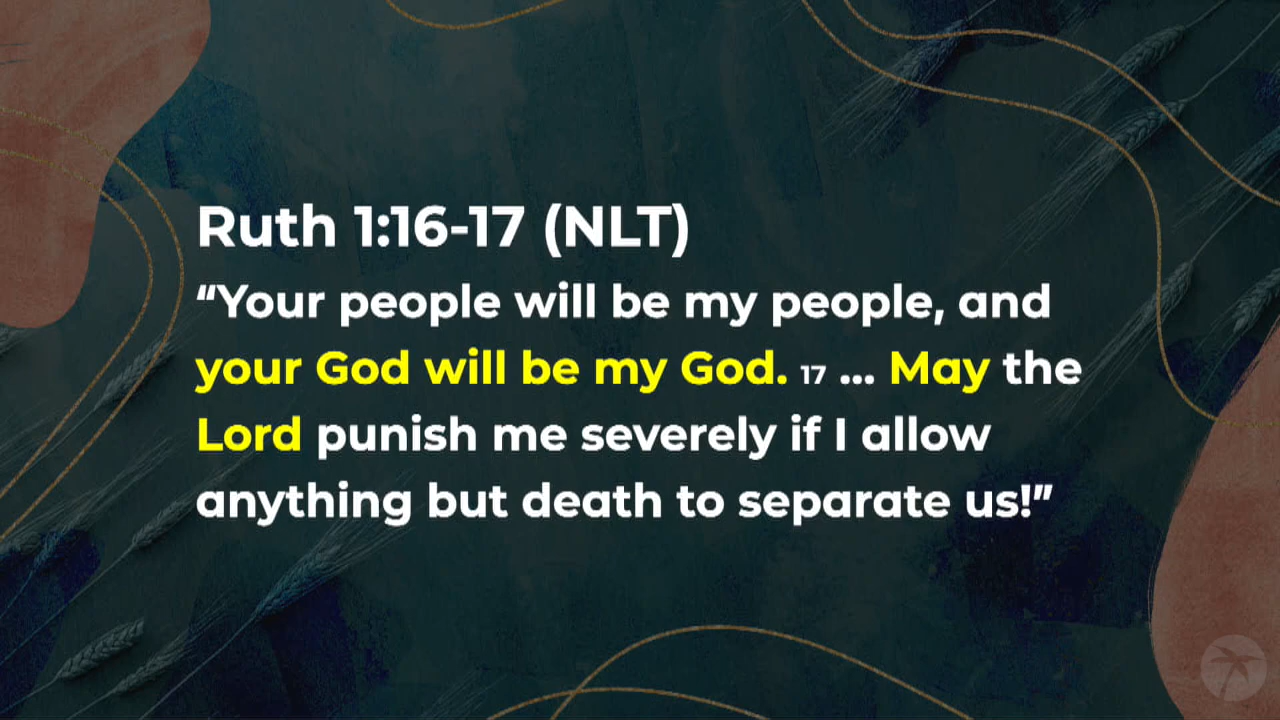 Ruth 1:16-17 (NLT)
“Your people will be my people, and
your God will be my God. 17 ... May the
Lord punish me severely if I allow
anything but death to separate us!”